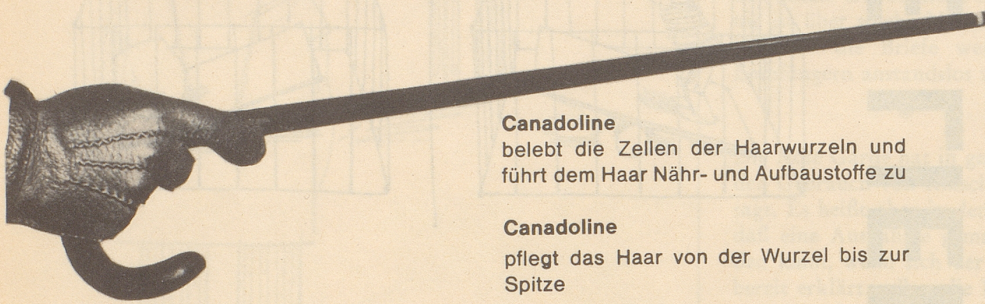 Canadoline
belebt die Zellen der Haarwurzeln und
führt dem Haar Nähr- und Aufbaustoffe zu
Canadoline
pflegt das Haar von der Wurzel bis zur
Spitze